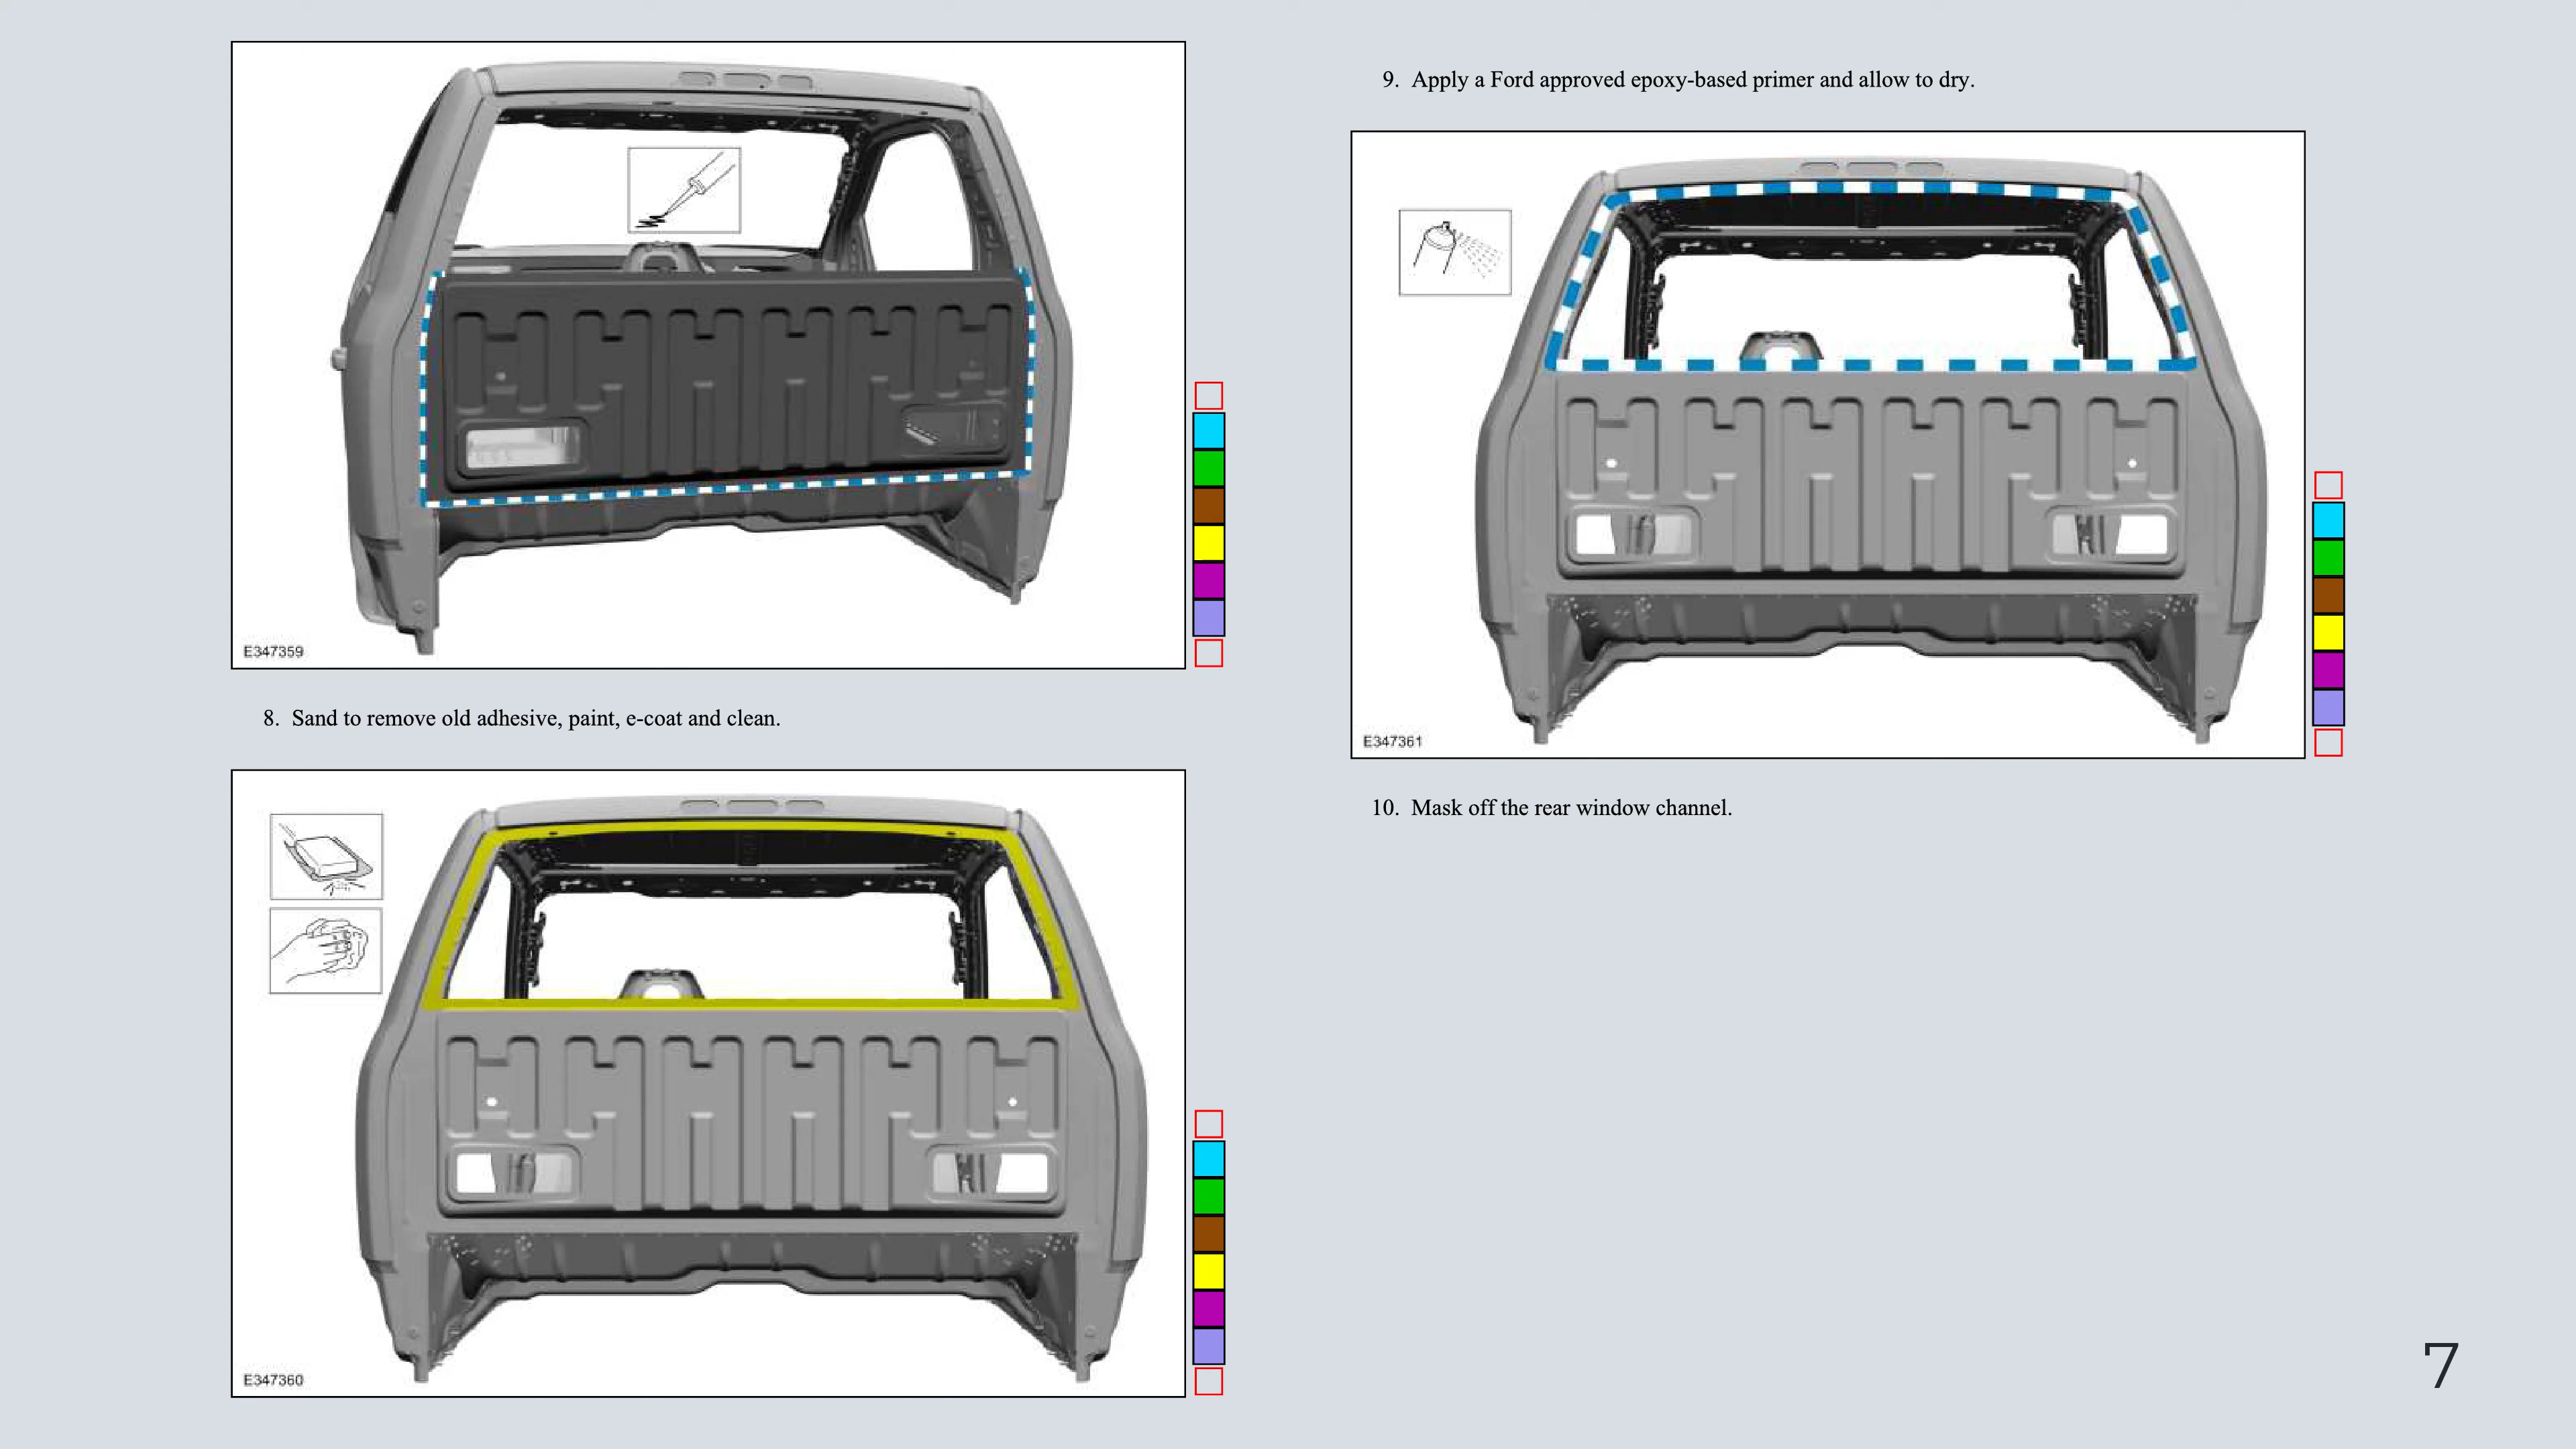 E347359
8. Sand to remove old adhesive, paint, e-coat and clean.
E347360
9. Apply a Ford approved epoxy-based primer and allow to dry.
E347361
10. Mask off the rear window channel.
7